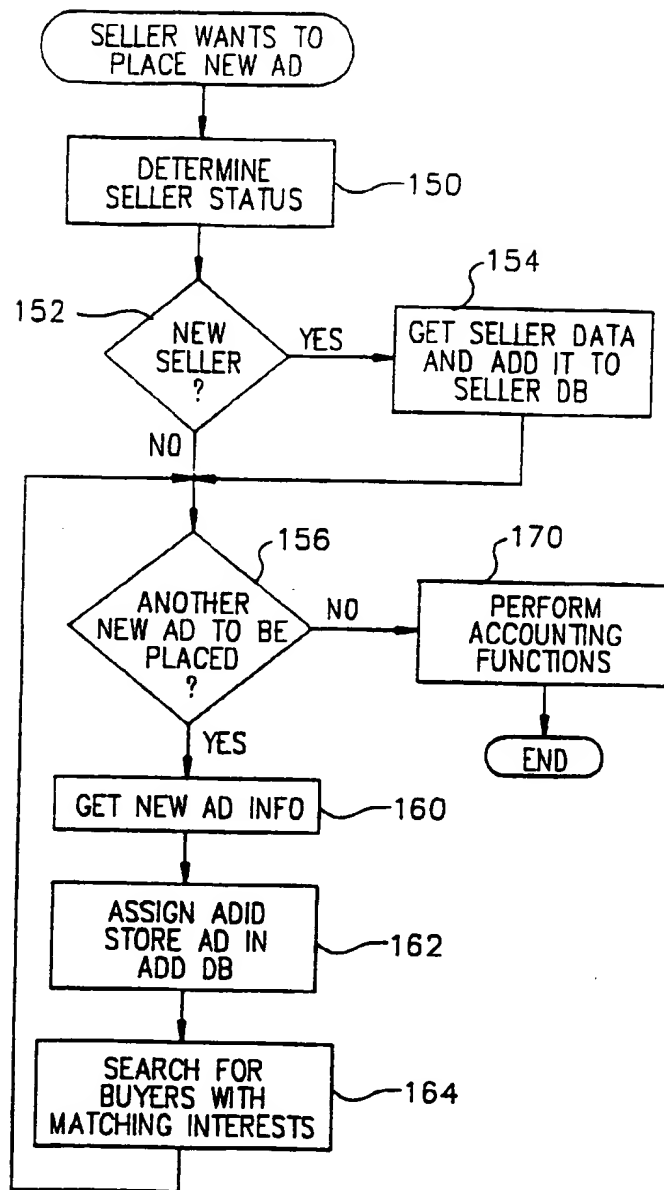 SELLER WANTS TO
PLACE NEW AD
DETERMINE
SELLER STATUS
150
152
NEW
SELLER
?
YES
NO
154
GET SELLER DATA
AND ADD IT TO
SELLER DB
156
ANOTHER
NEW AD TO BE
PLACED
?
NO
YES
170
PERFORM
ACCOUNTING
FUNCTIONS
END
GET NEW AD INFO
160
ASSIGN ADID
STORE AD IN
ADD DB
162
SEARCH FOR
BUYERS WITH
MATCHING INTERESTS
164